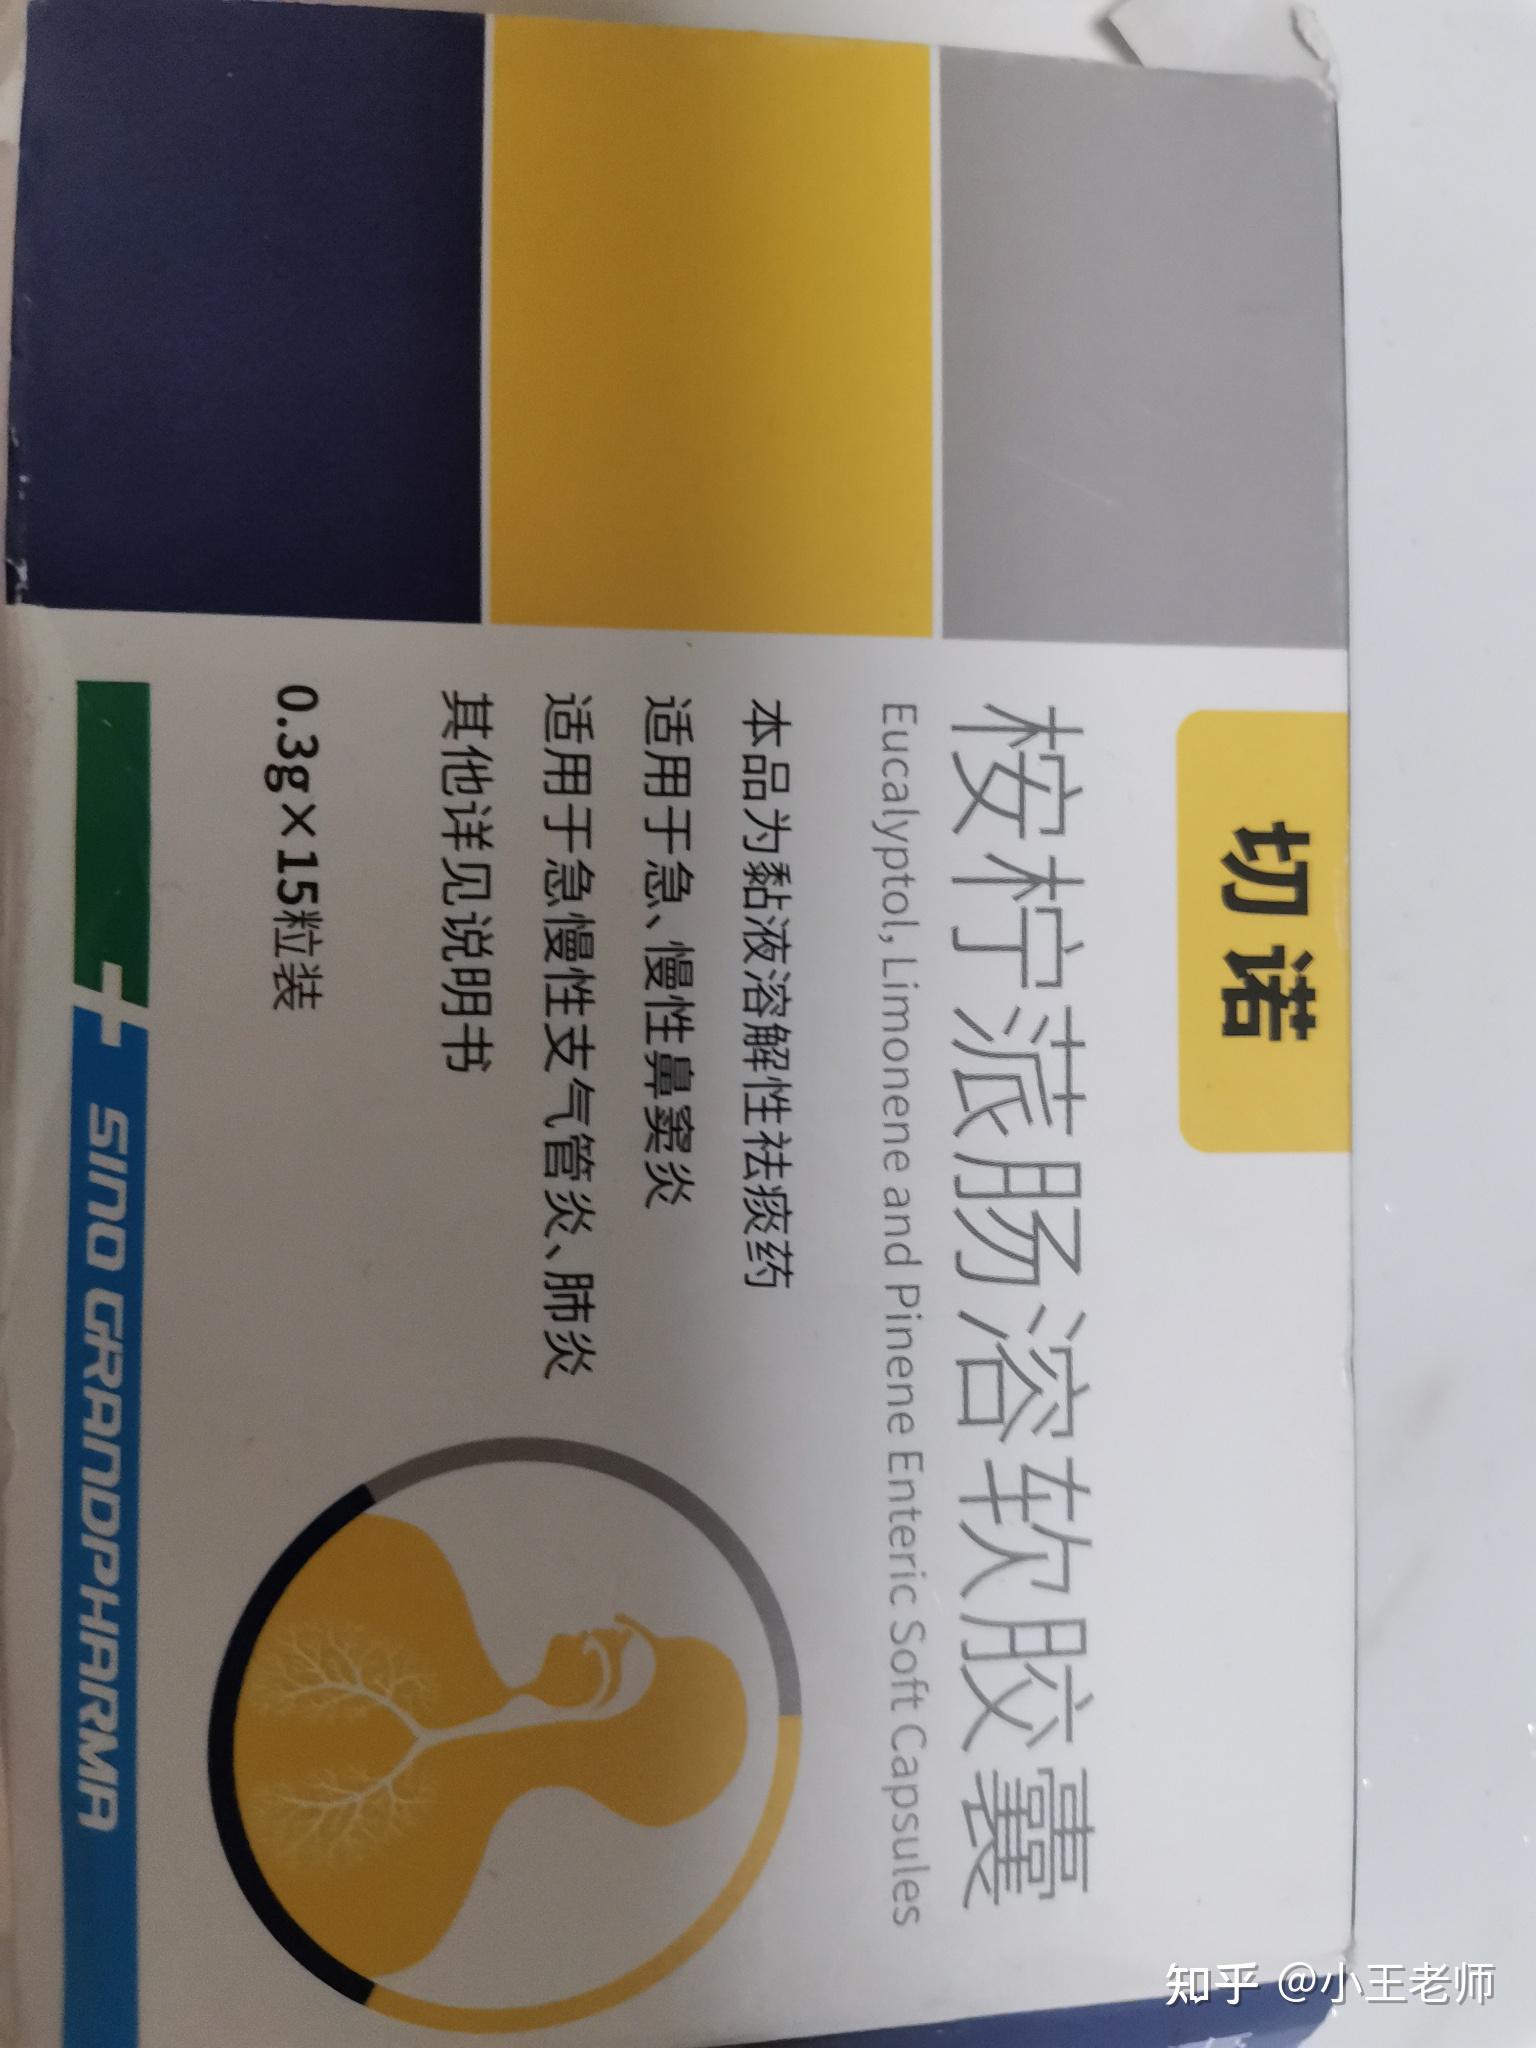 切诺
桉柠蒎肠溶软胶囊
Eucalyptol, Limonene and Pinene Enteric Soft Capsules
本品为黏液溶解性祛痰药
适用于急、慢性鼻窦炎
适用于急慢性支气管炎、肺炎
其他详见说明书
0.3g×15粒装
SINO GRANDPHARMA
知乎 @小王老师